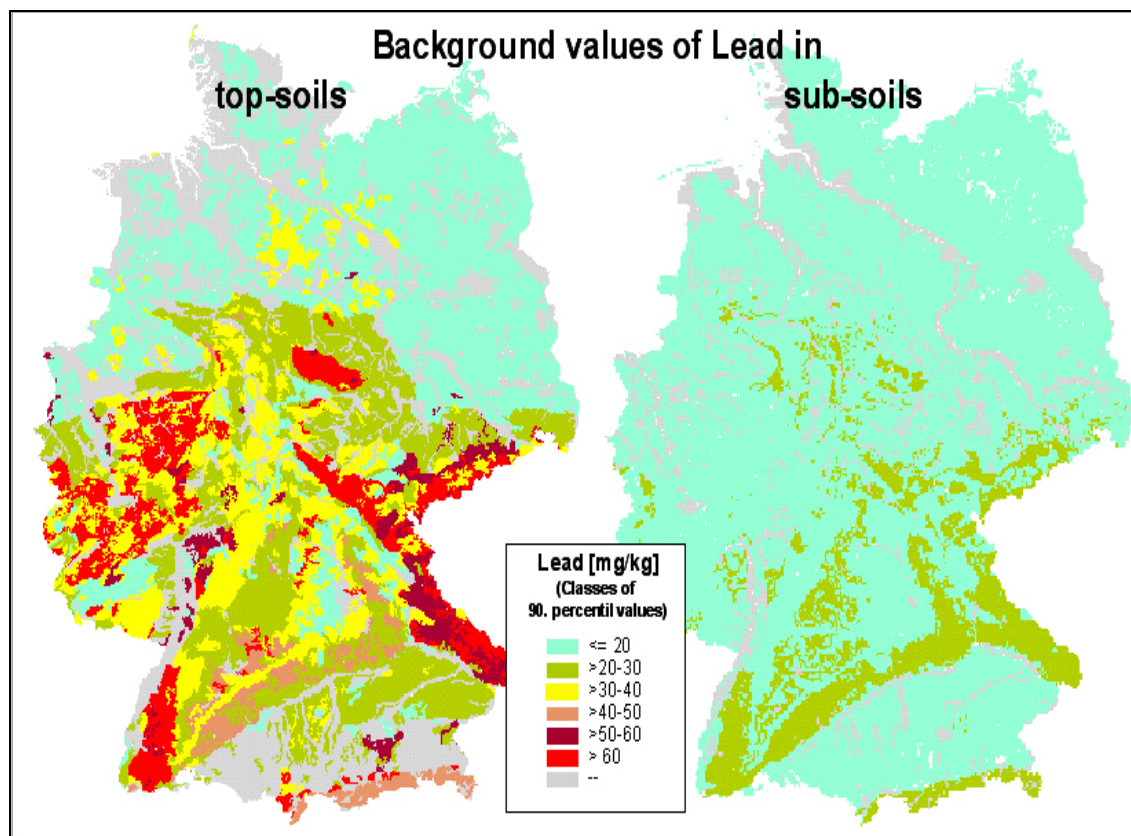 Background values of Lead in
top-soils
sub-soils
Lead [mg/kg]
(Classes of
90. percentil values)
<= 20
>20-30
>30-40
>40-50
>50-60
> 60
--